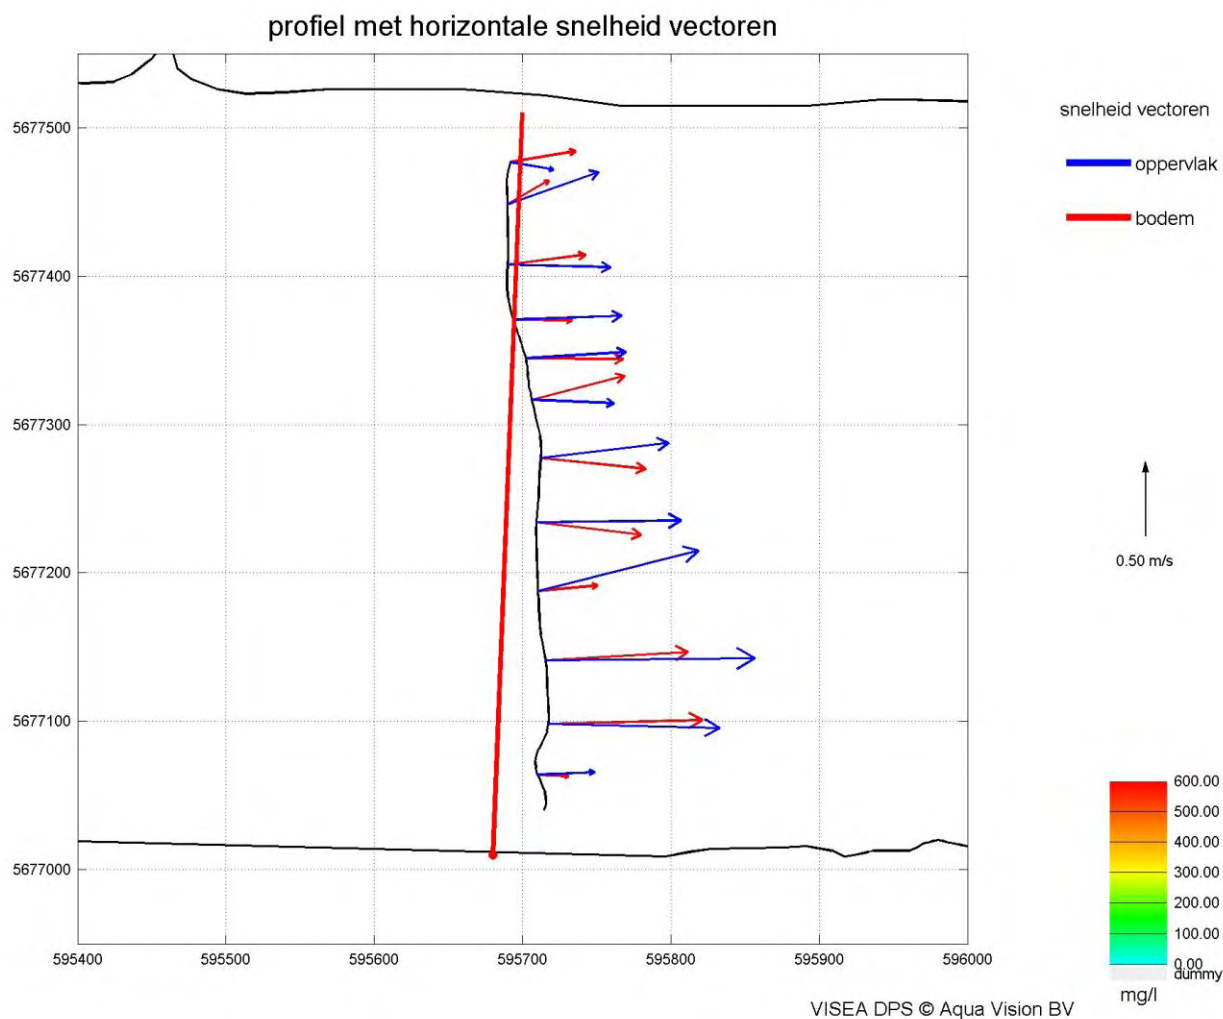 profiel met horizontale snelheid vectoren
snelheid vectoren
oppervlak
bodem
5677500
5677400
5677300
5677200
5677100
5677000
0.50 m/s
595400
595500
595600
595700
595800
595900
596000
600.00
500.00
400.00
300.00
200.00
100.00
0.00
dummy
mg/l
VISEA DPS © Aqua Vision BV